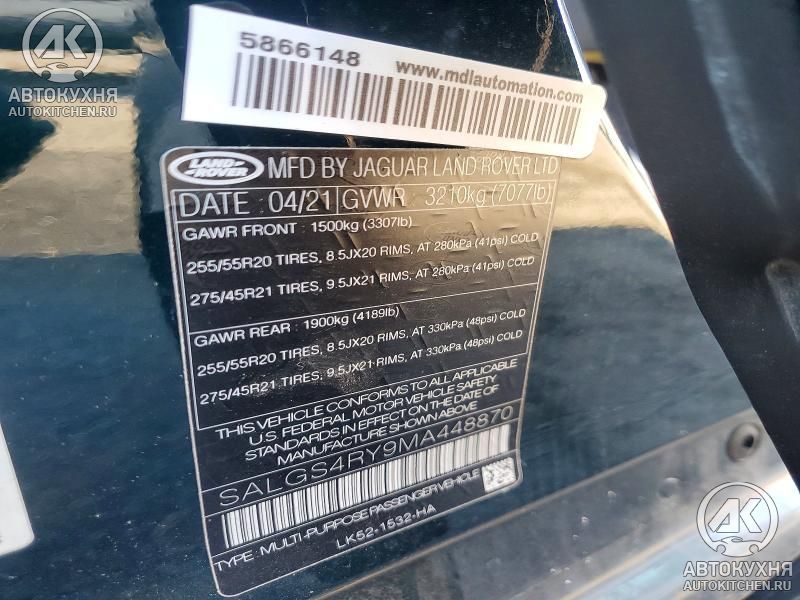 5866148
www.mdlautomation.com
LAND ROVER MFD BY JAGUAR LAND ROVER LTD
DATE 04/21 GVWR 3210kg (7077lb)
GAWR FRONT : 1500kg (3307lb)
255/55R20 TIRES, 8.5JX20 RIMS, AT 280kPa (41psi) COLD
275/45R21 TIRES, 9.5JX21 RIMS, AT 280kPa (41psi) COLD
GAWR REAR : 1900kg (4189lb)
255/55R20 TIRES, 8.5JX20 RIMS, AT 330kPa (48psi) COLD
275/45R21 TIRES, 9.5JX21 RIMS, AT 330kPa (48psi) COLD
THIS VEHICLE CONFORMS TO ALL APPLICABLE
U.S. FEDERAL MOTOR VEHICLE SAFETY
STANDARDS IN EFFECT ON THE DATE OF
MANUFACTURE SHOWN ABOVE
SALGS4RY9MA448870
TYPE: MULTI-PURPOSE PASSENGER VEHICLE
LK52-1532-HA
АК
АВТОКУХНЯ
AUTOKITCHEN.RU
АК
АВТОКУХНЯ
AUTOKITCHEN.RU